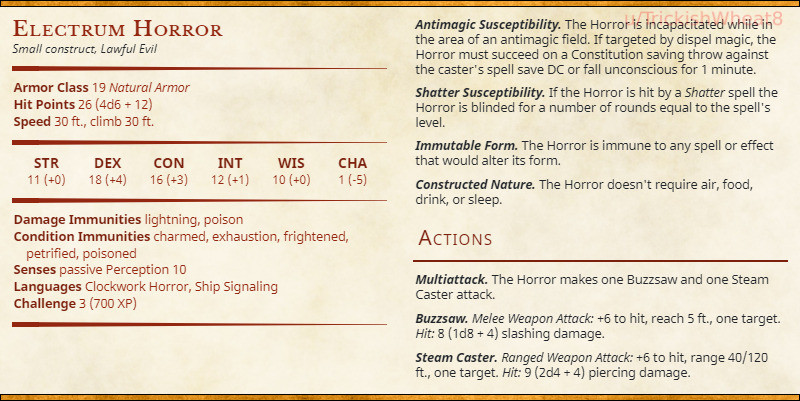 Electrum Horror
Small construct, Lawful Evil
Armor Class 19 Natural Armor
Hit Points 26 (4d6 + 12)
Speed 30 ft., climb 30 ft.
STR DEX CON INT WIS CHA
11 (+0) 18 (+4) 16 (+3) 12 (+1) 10 (+0) 1 (-5)
Damage Immunities lightning, poison
Condition Immunities charmed, exhaustion, frightened,
petrified, poisoned
Senses passive Perception 10
Languages Clockwork Horror, Ship Signaling
Challenge 3 (700 XP)
u/TrickishWheat8
Antimagic Susceptibility. The Horror is incapacitated while in
the area of an antimagic field. If targeted by dispel magic, the
Horror must succeed on a Constitution saving throw against
the caster's spell save DC or fall unconscious for 1 minute.
Shatter Susceptibility. If the Horror is hit by a Shatter spell the
Horror is blinded for a number of rounds equal to the spell's
level.
Immutable Form. The Horror is immune to any spell or effect
that would alter its form.
Constructed Nature. The Horror doesn't require air, food,
drink, or sleep.
Actions
Multiattack. The Horror makes one Buzzsaw and one Steam
Caster attack.
Buzzsaw. Melee Weapon Attack: +6 to hit, reach 5 ft., one target.
Hit: 8 (1d8 + 4) slashing damage.
Steam Caster. Ranged Weapon Attack: +6 to hit, range 40/120
ft., one target. Hit: 9 (2d4 + 4) piercing damage.